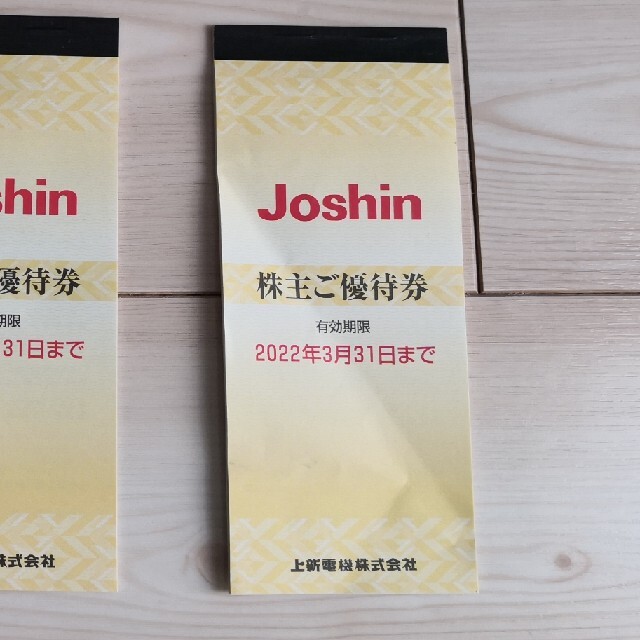 shin
優待券
期限
31日まで
株式会社
Joshin
株主ご優待券
有効期限
2022年3月31日まで
上新電機株式会社